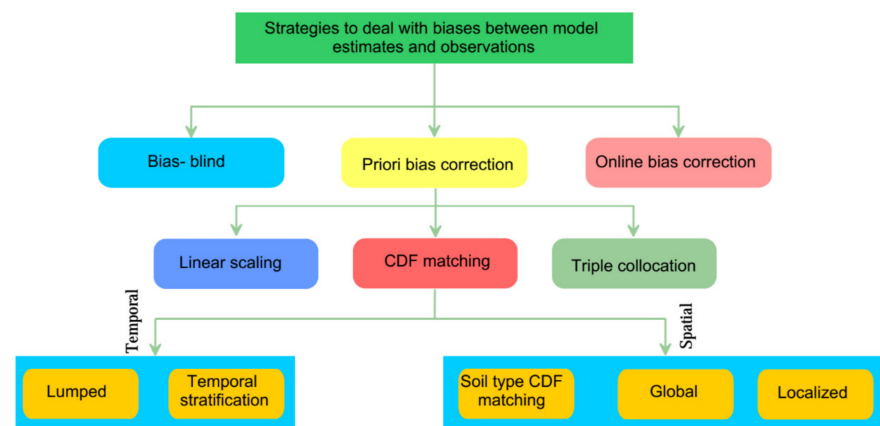 Strategies to deal with biases between model
estimates and observations
Bias- blind
Priori bias correction
Online bias correction
Linear scaling
CDF matching
Triple collocation
Temporal
Spatial
Lumped
Temporal
stratification
Soil type CDF
matching
Global
Localized